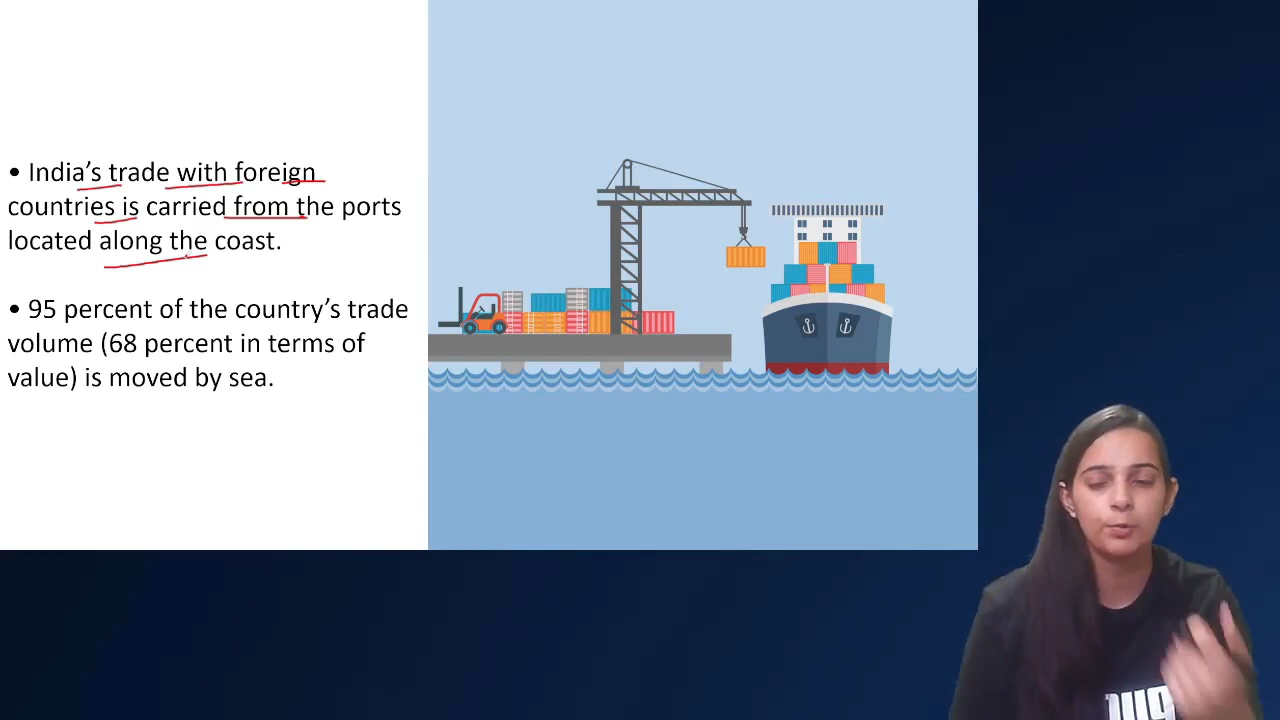 • India’s trade with foreign
countries is carried from the ports
located along the coast.
• 95 percent of the country’s trade
volume (68 percent in terms of
value) is moved by sea.